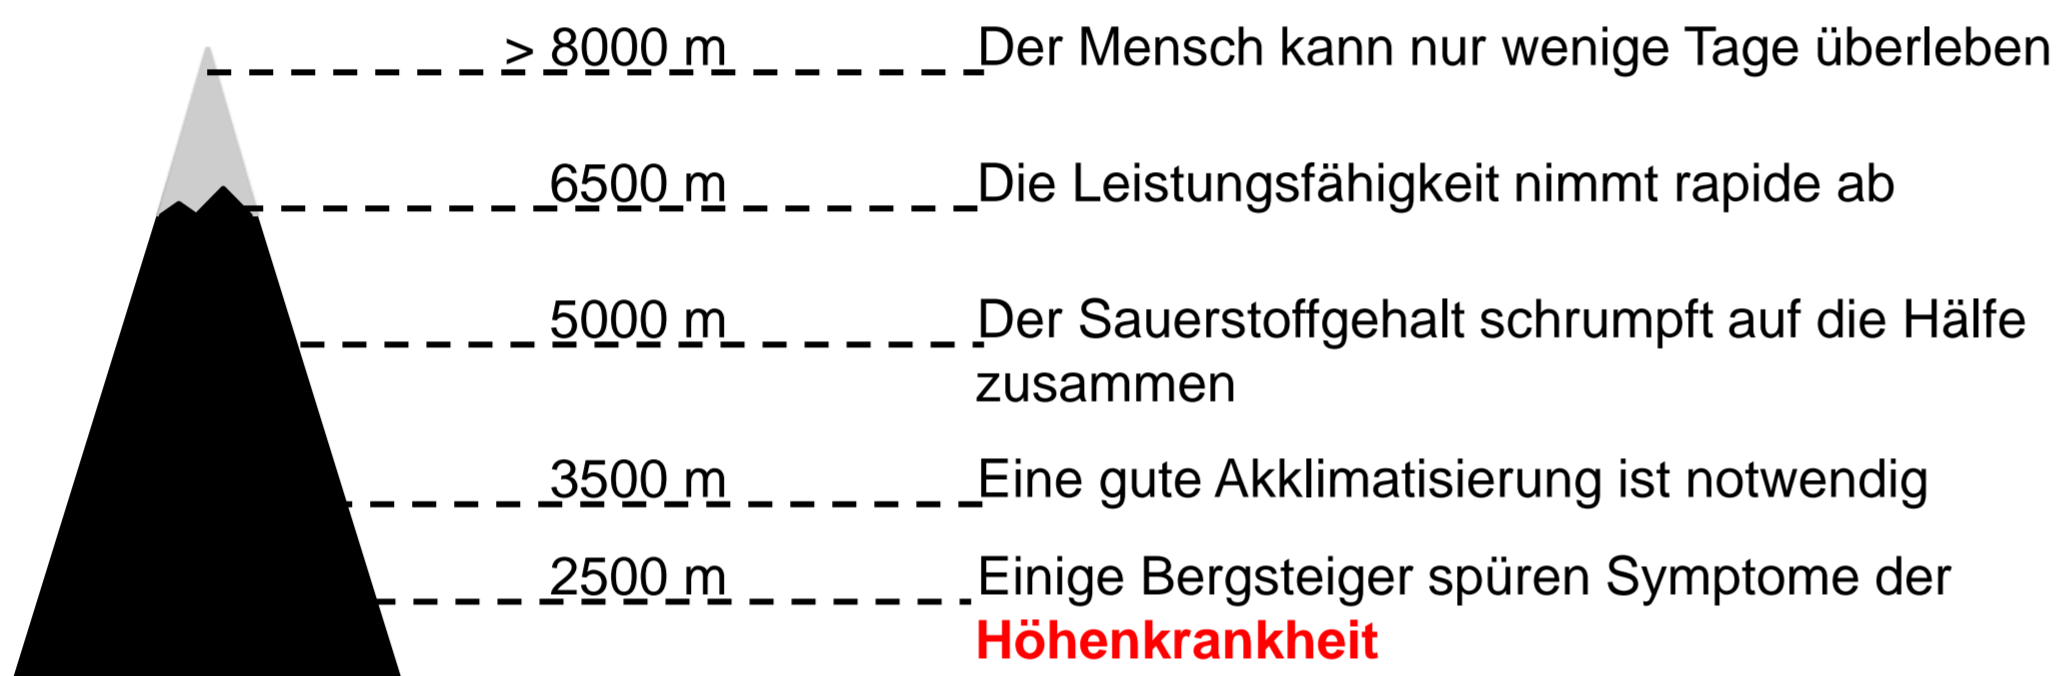 > 8000 m Der Mensch kann nur wenige Tage überleben
6500 m Die Leistungsfähigkeit nimmt rapide ab
5000 m Der Sauerstoffgehalt schrumpft auf die Hälfe
zusammen
3500 m Eine gute Akklimatisierung ist notwendig
2500 m Einige Bergsteiger spüren Symptome der
Höhenkrankheit